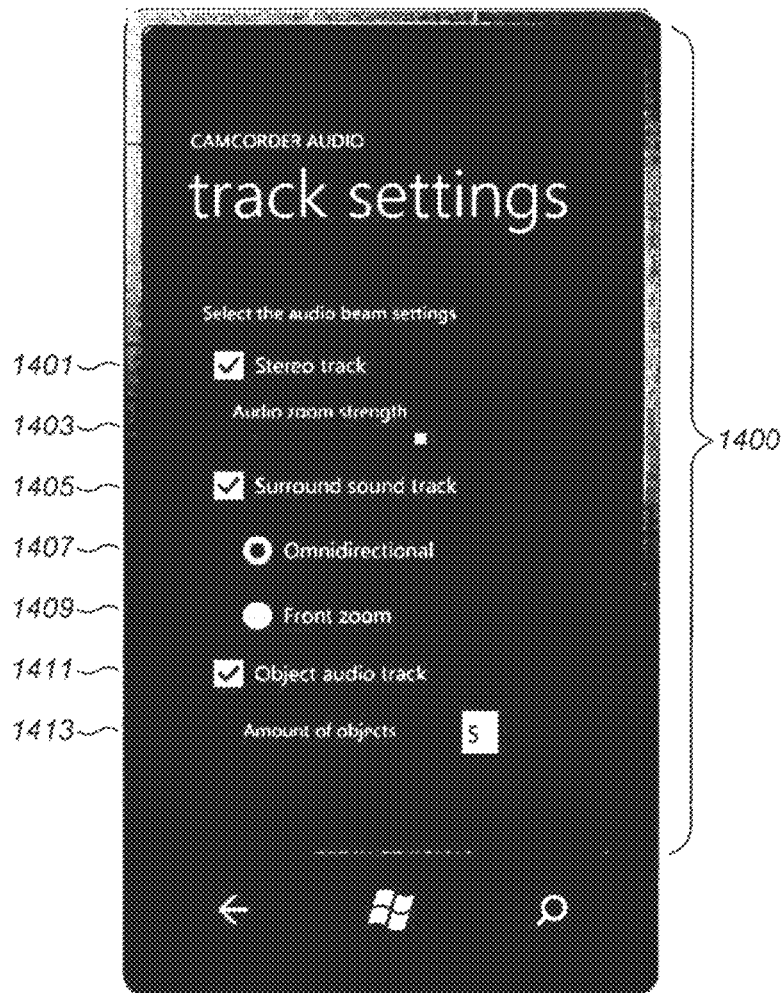 CAMCORDER AUDIO
track settings
Select the audio beam settings
1401 Stereo track
1403 Audio zoom strength
1400
1405 Surround sound track
1407 Omnidirectional
1409 Front zoom
1411 Object audio track
1413 Amount of objects